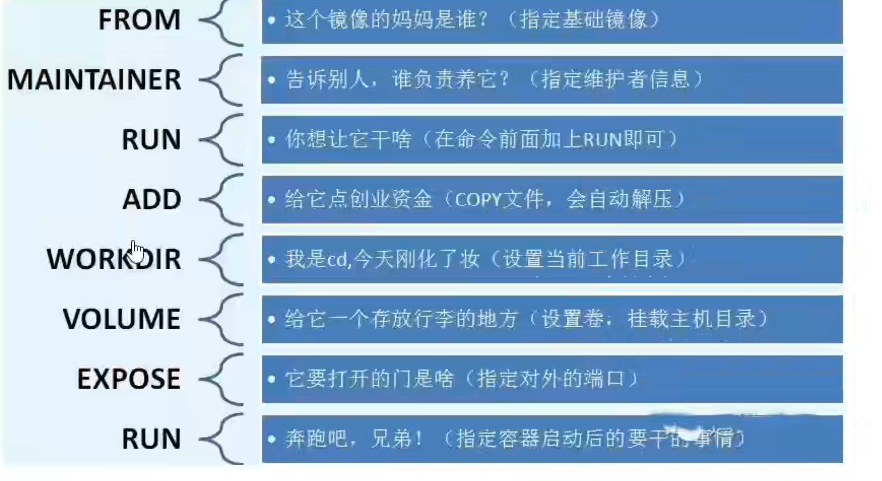 FROM
• 这个镜像的妈妈是谁？（指定基础镜像）
MAINTAINER
• 告诉别人，谁负责养它？（指定维护者信息）
RUN
• 你想让它干啥（在命令前面加上RUN即可）
ADD
• 给它点创业资金（COPY文件，会自动解压）
WORKDIR
• 我是cd,今天刚化了妆（设置当前工作目录）
VOLUME
• 给它一个存放行李的地方（设置卷，挂载主机目录）
EXPOSE
• 它要打开的门是啥（指定对外的端口）
RUN
• 奔跑吧，兄弟！（指定容器启动后的要干的事情）